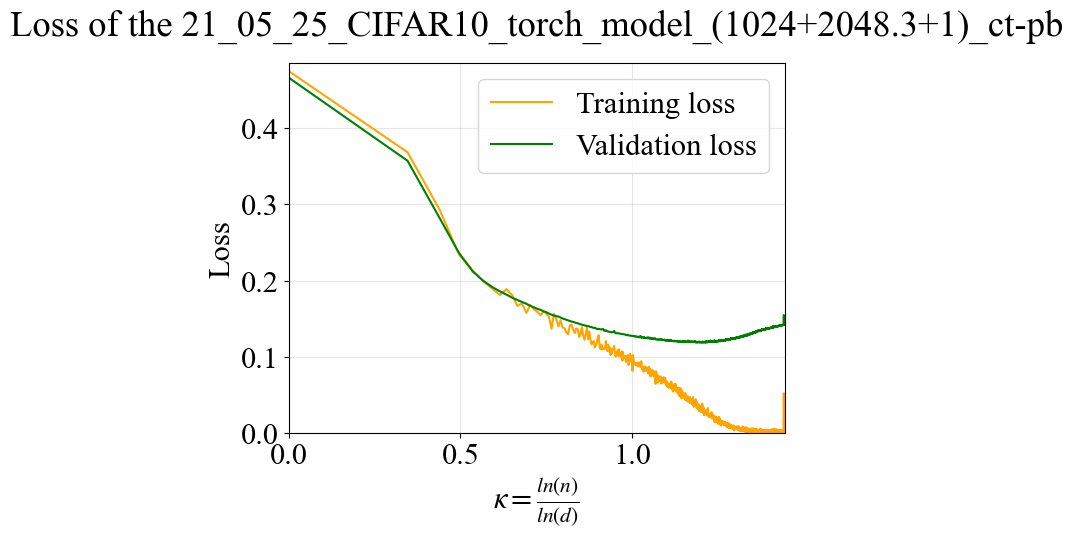 Loss of the 21_05_25_CIFAR10_torch_model_(1024+2048.3+1)_ct-pb
Training loss
Validation loss
Loss
0.4
0.3
0.2
0.1
0.0
0.0 0.5 1.0
κ = ln(n)/ln(d)